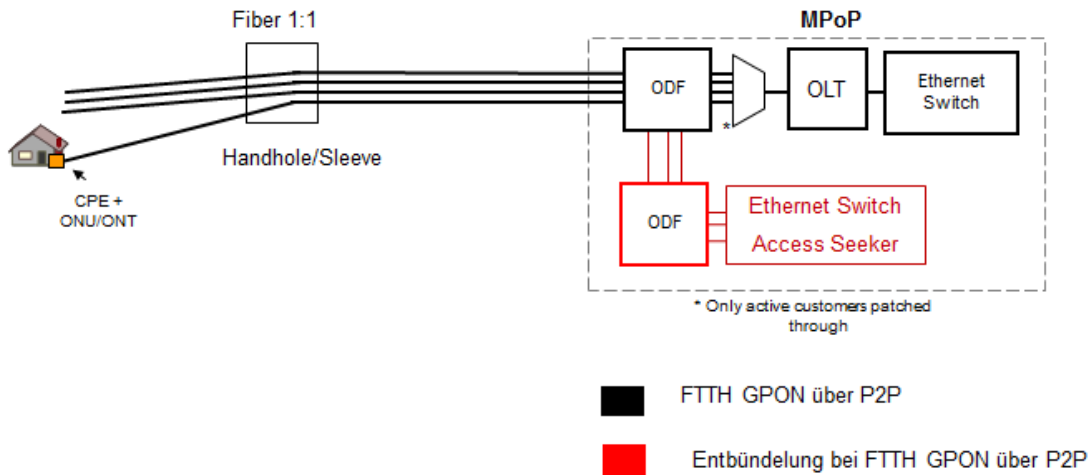 Fiber 1:1
MPoP
ODF
OLT
Ethernet
Switch
*
Handhole/Sleeve
CPE +
ONU/ONT
ODF
Ethernet Switch
Access Seeker
* Only active customers patched
through
FTTH GPON über P2P
Entbündelung bei FTTH GPON über P2P